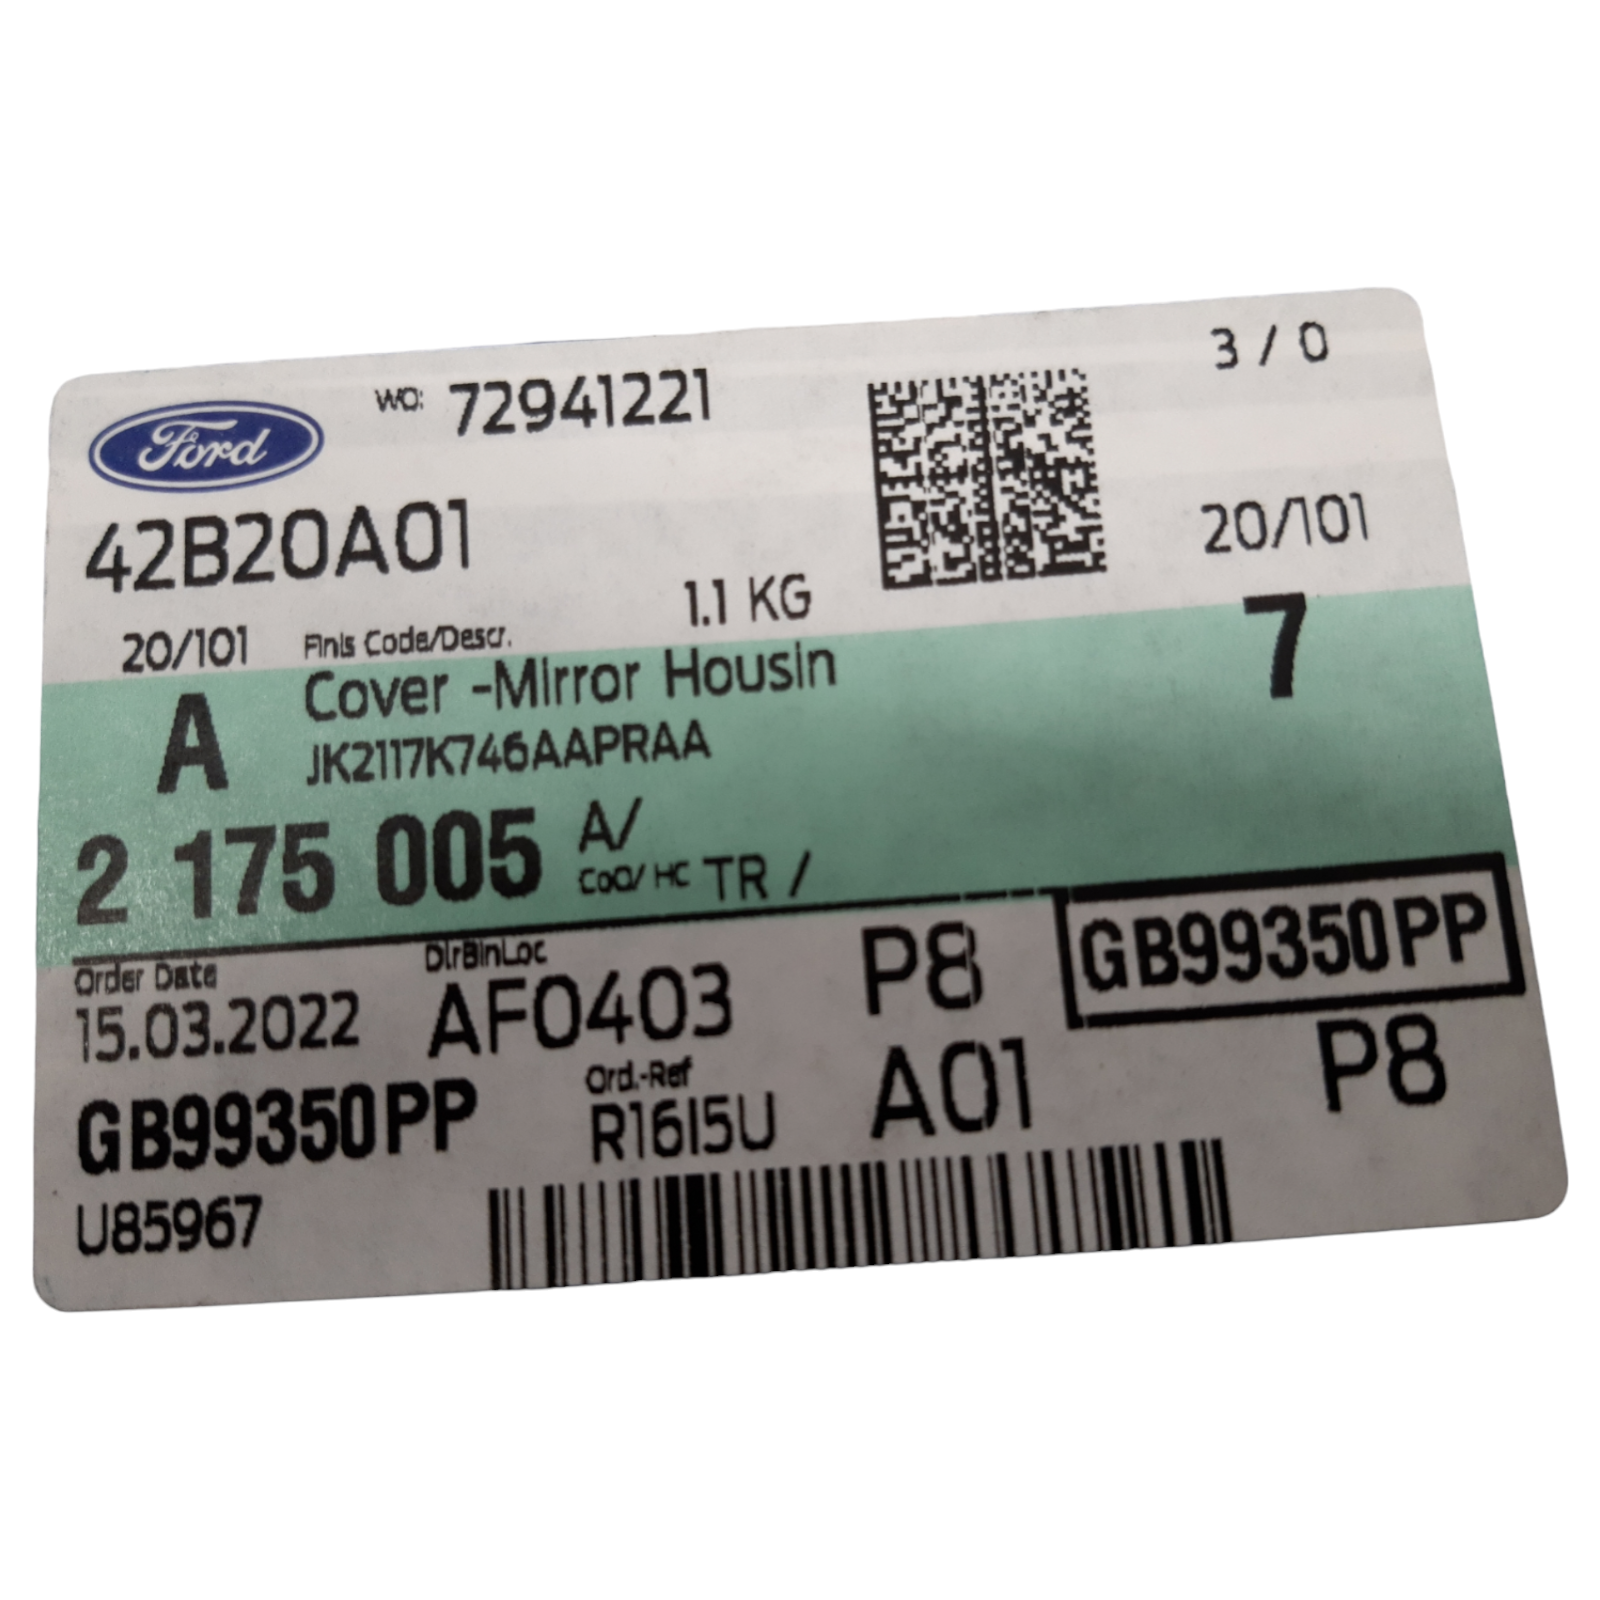 3 / 0
Ford
WO: 72941221
42B20A01
20/101
1.1 KG
20/101 Finis Code/Descr.
7
A Cover -Mirror Housin
JK2117K746AAPRAA
2 175 005 A/
CoO/ HC TR /
Order Date DlrBinLoc P8 GB99350PP
15.03.2022 AF0403
P8
GB99350PP Ord.-Ref A01
R16I5U
U85967